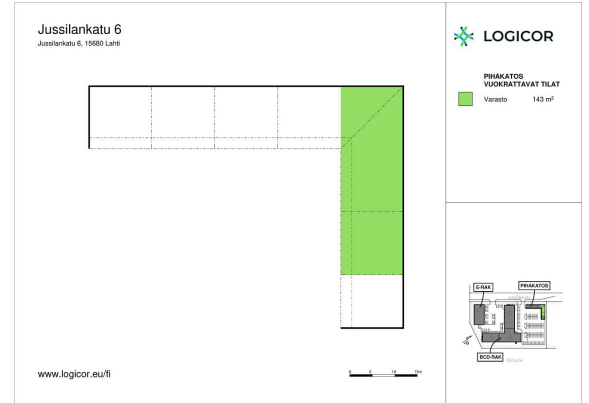 Jussilankatu 6
Jussilankatu 6, 15680 Lahti
LOGICOR
PIHAKATOS
VUOKRATTAVAT TILAT
Varasto 143 m²
E-RAK
PIHAKATOS
BCD-RAK
www.logicor.eu/fi
0 5 10 15m